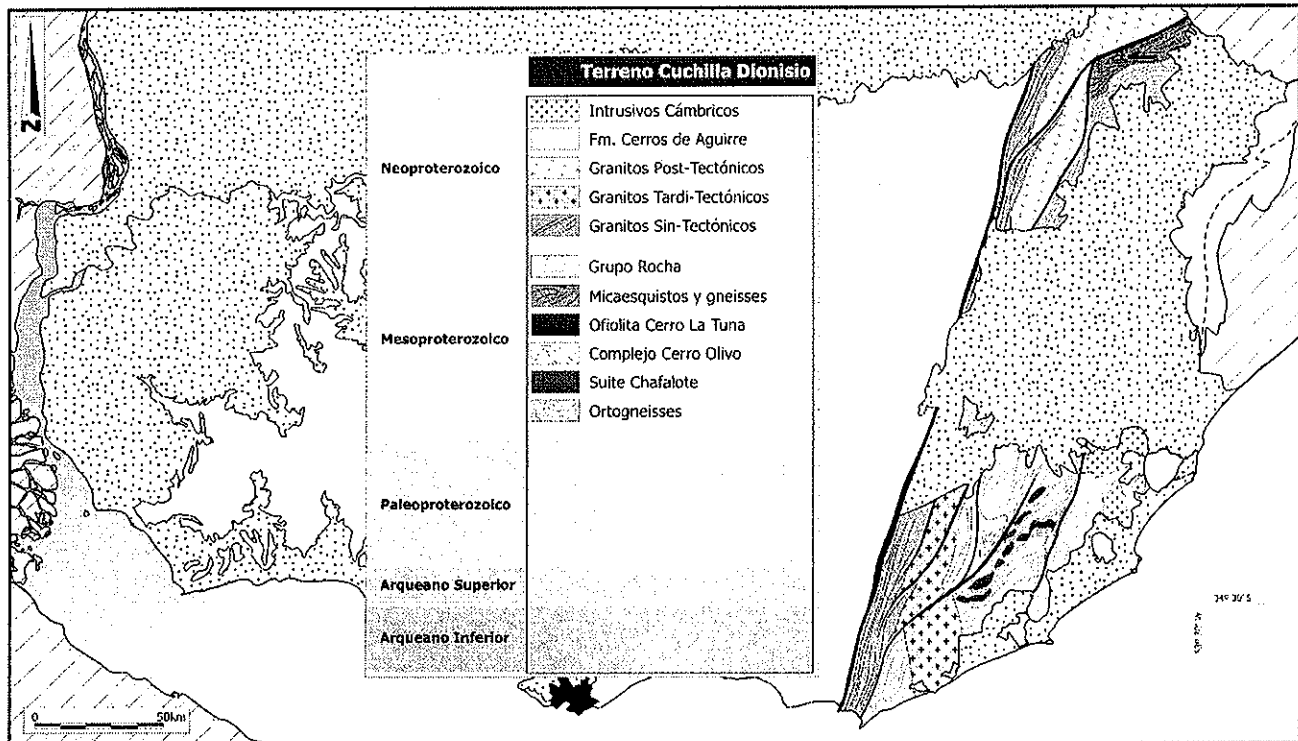 N
Terreno Cuchilla Dionisio
Neoproterozoico
Intrusivos Cámbricos
Fm. Cerros de Aguirre
Granitos Post-Tectónicos
Granitos Tardi-Tectónicos
Granitos Sin-Tectónicos
Mesoproterozoico
Grupo Rocha
Micaesquistos y gneisses
Ofiolita Cerro La Tuna
Complejo Cerro Olivo
Suite Chafalote
Ortogneisses
Paleoproterozoico
Arqueano Superior
Arqueano Inferior
34º 30' S
0 50km